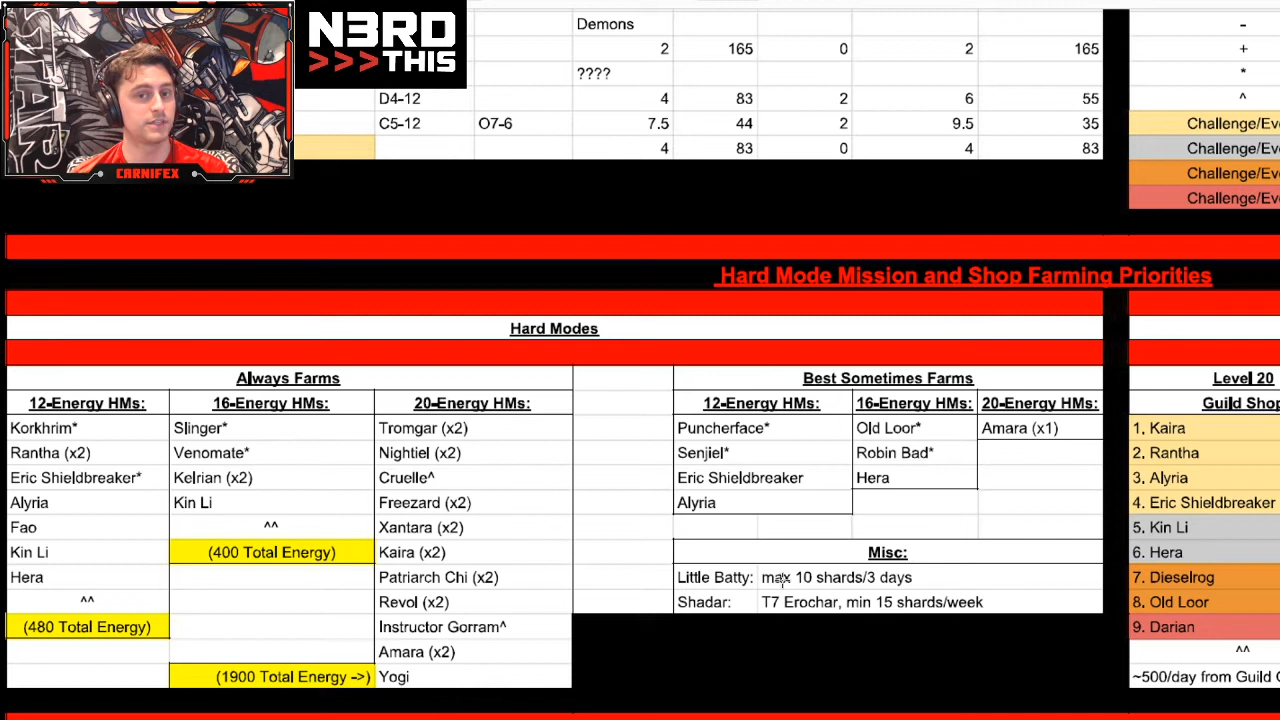 N3RD
>>>THIS
CARNIFEX
Demons
2 165 0 2 165
????
D4-12 4 83 2 6 55
C5-12 O7-6 7.5 44 2 9.5 35
4 83 0 4 83
-
+
*
^
Challenge/Eve
Challenge/Eve
Challenge/Eve
Challenge/Eve
Hard Mode Mission and Shop Farming Priorities
Hard Modes
Always Farms
12-Energy HMs: 16-Energy HMs: 20-Energy HMs:
Korkhrim* Slinger* Tromgar (x2)
Rantha (x2) Venomate* Nightiel (x2)
Eric Shieldbreaker* Kelrian (x2) Cruelle^
Alyria Kin Li Freezard (x2)
Fao ^^ Xantara (x2)
Kin Li (400 Total Energy) Kaira (x2)
Hera Patriarch Chi (x2)
^^ Revol (x2)
(480 Total Energy) Instructor Gorram^
Amara (x2)
(1900 Total Energy ->) Yogi
Best Sometimes Farms
12-Energy HMs: 16-Energy HMs: 20-Energy HMs:
Puncherface* Old Loor* Amara (x1)
Senjiel* Robin Bad*
Eric Shieldbreaker Hera
Alyria
Misc:
Little Batty: max 10 shards/3 days
Shadar: T7 Erochar, min 15 shards/week
Level 20
Guild Shop
1. Kaira
2. Rantha
3. Alyria
4. Eric Shieldbreaker
5. Kin Li
6. Hera
7. Dieselrog
8. Old Loor
9. Darian
^^
~500/day from Guild